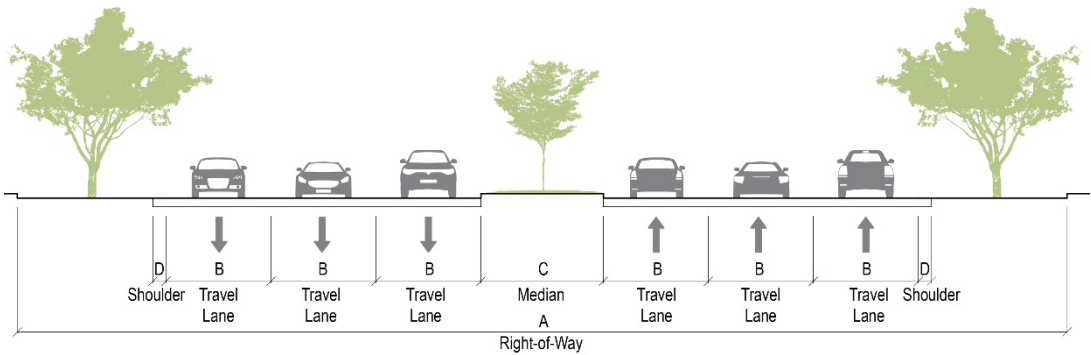 D B B B C B B B D
Shoulder Travel Travel Travel Median Travel Travel Travel Shoulder
Lane Lane Lane Lane Lane Lane
A
Right-of-Way